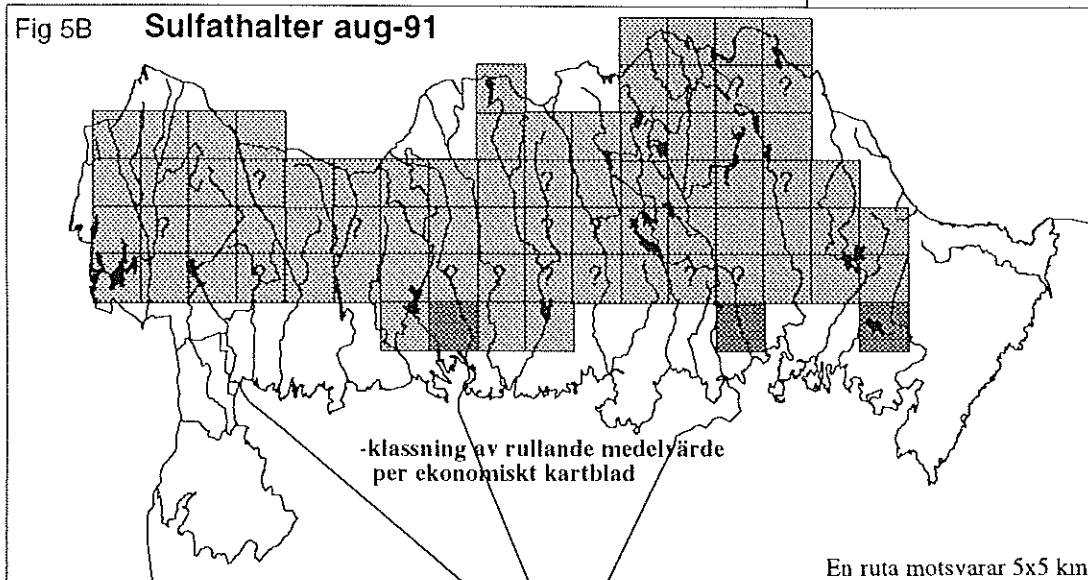 Fig 5B Sulfathalter aug-91
? ?
? ?
? ? ? ?
? ? ? ? ? ? ?
-klassning av rullande medelvärde
per ekonomiskt kartblad
En ruta motsvarar 5x5 km